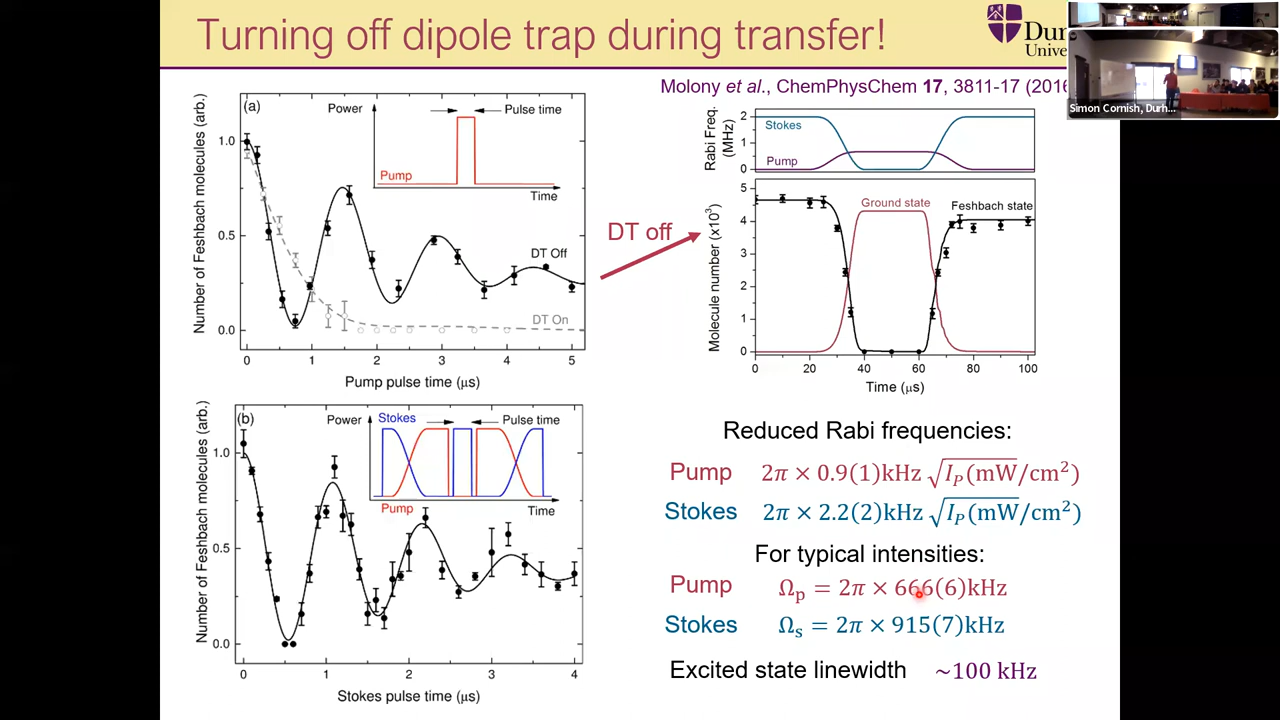 Turning off dipole trap during transfer!
Simon Cornish, Durh...
Molony et al., ChemPhysChem 17, 3811-17 (2016
(a)
Power
Pulse time
Pump
Time
Number of Feshbach molecules (arb.)
1.0
0.5
0.0
DT Off
DT On
0 1 2 3 4 5
Pump pulse time (μs)
DT off
Rabi Freq. (MHz)
2
1
0
Stokes
Pump
Molecule number (x10³)
5
4
3
2
1
0
Ground state
Feshbach state
0 20 40 60 80 100
Time (μs)
(b)
Power
Stokes
Pulse time
Pump
Time
Number of Feshbach molecules (arb.)
1.0
0.5
0.0
0 1 2 3 4
Stokes pulse time (μs)
Reduced Rabi frequencies:
Pump 2π × 0.9(1)kHz √I_P(mW/cm²)
Stokes 2π × 2.2(2)kHz √I_P(mW/cm²)
For typical intensities:
Pump Ω_p = 2π × 666(6)kHz
Stokes Ω_s = 2π × 915(7)kHz
Excited state linewidth ~100 kHz